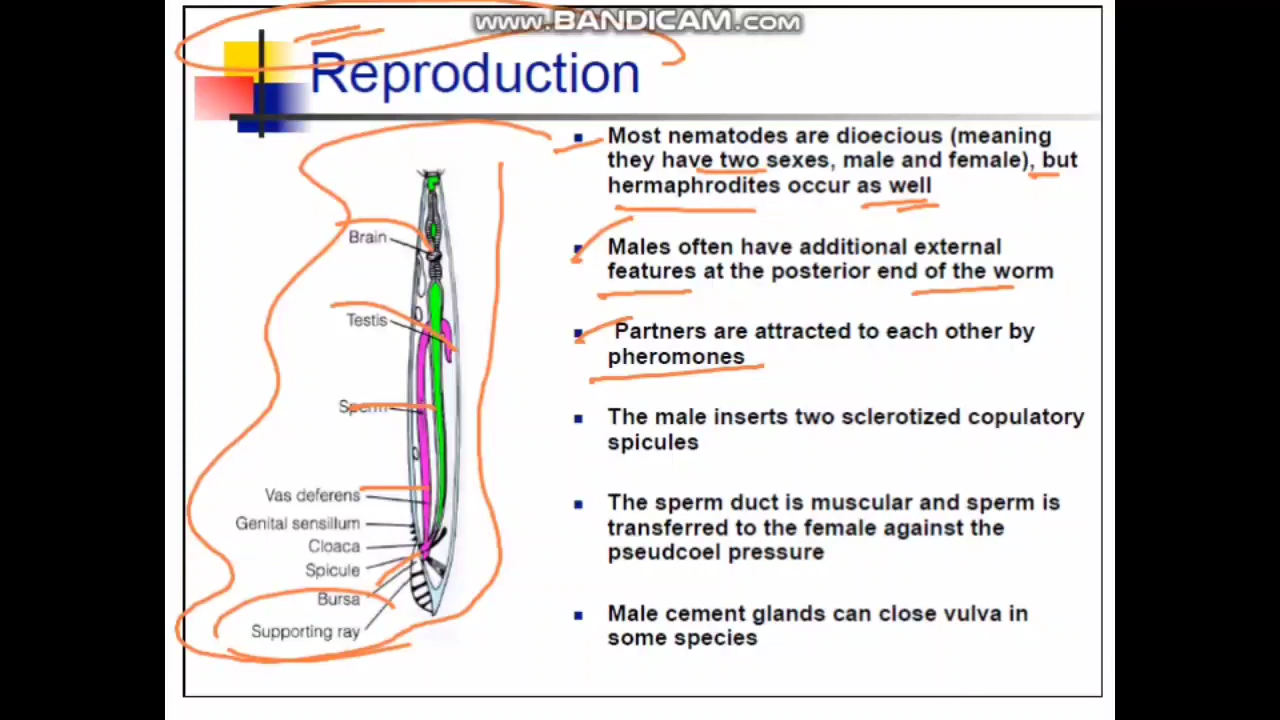 www.BANDICAM.com
Reproduction
Most nematodes are dioecious (meaning
they have two sexes, male and female), but
hermaphrodites occur as well
Males often have additional external
features at the posterior end of the worm
Partners are attracted to each other by
pheromones
The male inserts two sclerotized copulatory
spicules
The sperm duct is muscular and sperm is
transferred to the female against the
pseudcoel pressure
Male cement glands can close vulva in
some species
Brain
Testis
Sperm
Vas deferens
Genital sensillum
Cloaca
Spicule
Bursa
Supporting ray